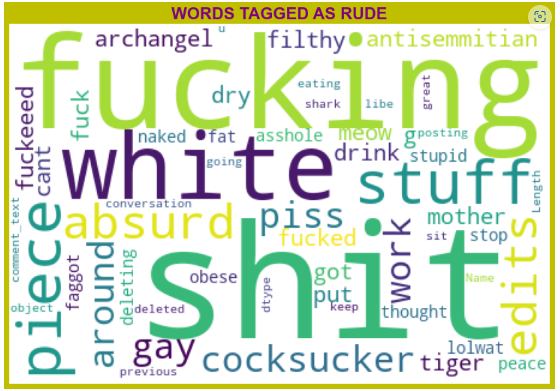 WORDS TAGGED AS RUDE
u
archangel
filthy
antisemmitian
fucking
eating
dry
shark
libe
great
fuck
fuckeeed
naked
fat
asshole
meow
g
posting
cant
white
going
drink
stupid
stuff
Length
conversation
absurd
piss
mother
comment_text
piece
fucked
work
sit
stop
edits
around
shit
faggot
deleting
obese
dtype
got
put
keep
Name
object
deleted
thought
gay
cocksucker
lolwat
tiger
peace
previous